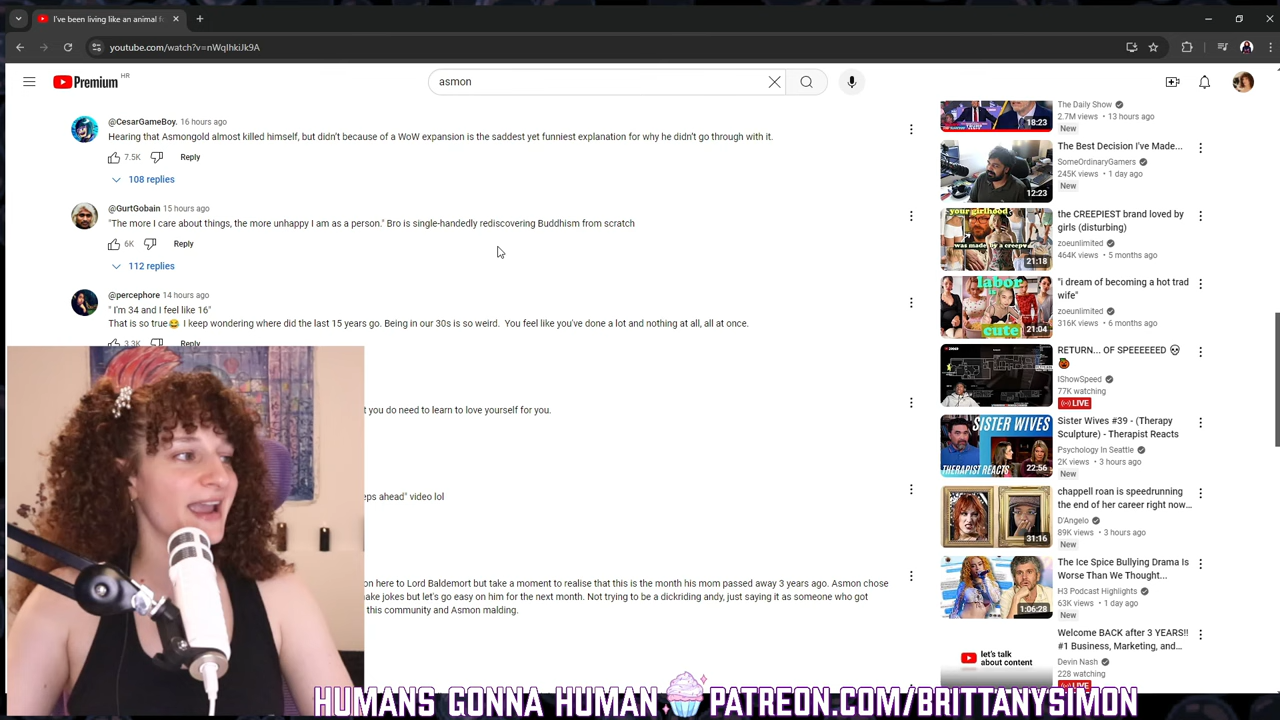 I've been living like an animal fo
youtube.com/watch?v=nWqIhkiJk9A
Premium HR
asmon
@CesarGameBoy. 16 hours ago
Hearing that Asmongold almost killed himself, but didn't because of a WoW expansion is the saddest yet funniest explanation for why he didn't go through with it.
7.5K Reply
108 replies
@GurtGobain 15 hours ago
"The more I care about things, the more unhappy I am as a person." Bro is single-handedly rediscovering Buddhism from scratch
6K Reply
112 replies
@percephore 14 hours ago
" I'm 34 and I feel like 16"
That is so true😂 I keep wondering where did the last 15 years go. Being in our 30s is so weird. You feel like you've done a lot and nothing at all, all at once.
3.3K Reply
t you do need to learn to love yourself for you.
eps ahead" video lol
on here to Lord Baldemort but take a moment to realise that this is the month his mom passed away 3 years ago. Asmon chose
ake jokes but let's go easy on him for the next month. Not trying to be a dickriding andy, just saying it as someone who got
this community and Asmon malding.
18:23
The Daily Show
2.7M views • 13 hours ago
New
12:23
The Best Decision I've Made...
SomeOrdinaryGamers
245K views • 1 day ago
New
your girlhood
was made by a creepy
21:18
the CREEPIEST brand loved by
girls (disturbing)
zoeunlimited
464K views • 5 months ago
labor
is
cute
21:04
"i dream of becoming a hot trad
wife"
zoeunlimited
316K views • 6 months ago
RETURN... OF SPEEEEEED 💀
🎃
IShowSpeed
77K watching
LIVE
SISTER WIVES
THERAPIST REACTS
22:56
Sister Wives #39 - (Therapy
Sculpture) - Therapist Reacts
Psychology In Seattle
2K views • 3 hours ago
New
31:16
chappell roan is speedrunning
the end of her career right now...
D'Angelo
89K views • 3 hours ago
New
1:06:28
The Ice Spice Bullying Drama Is
Worse Than We Thought...
H3 Podcast Highlights
63K views • 1 day ago
New
let's talk
about content
Welcome BACK after 3 YEARS!!
#1 Business, Marketing, and...
Devin Nash
228 watching
LIVE
HUMANS GONNA HUMAN PATREON.COM/BRITTANYSIMON